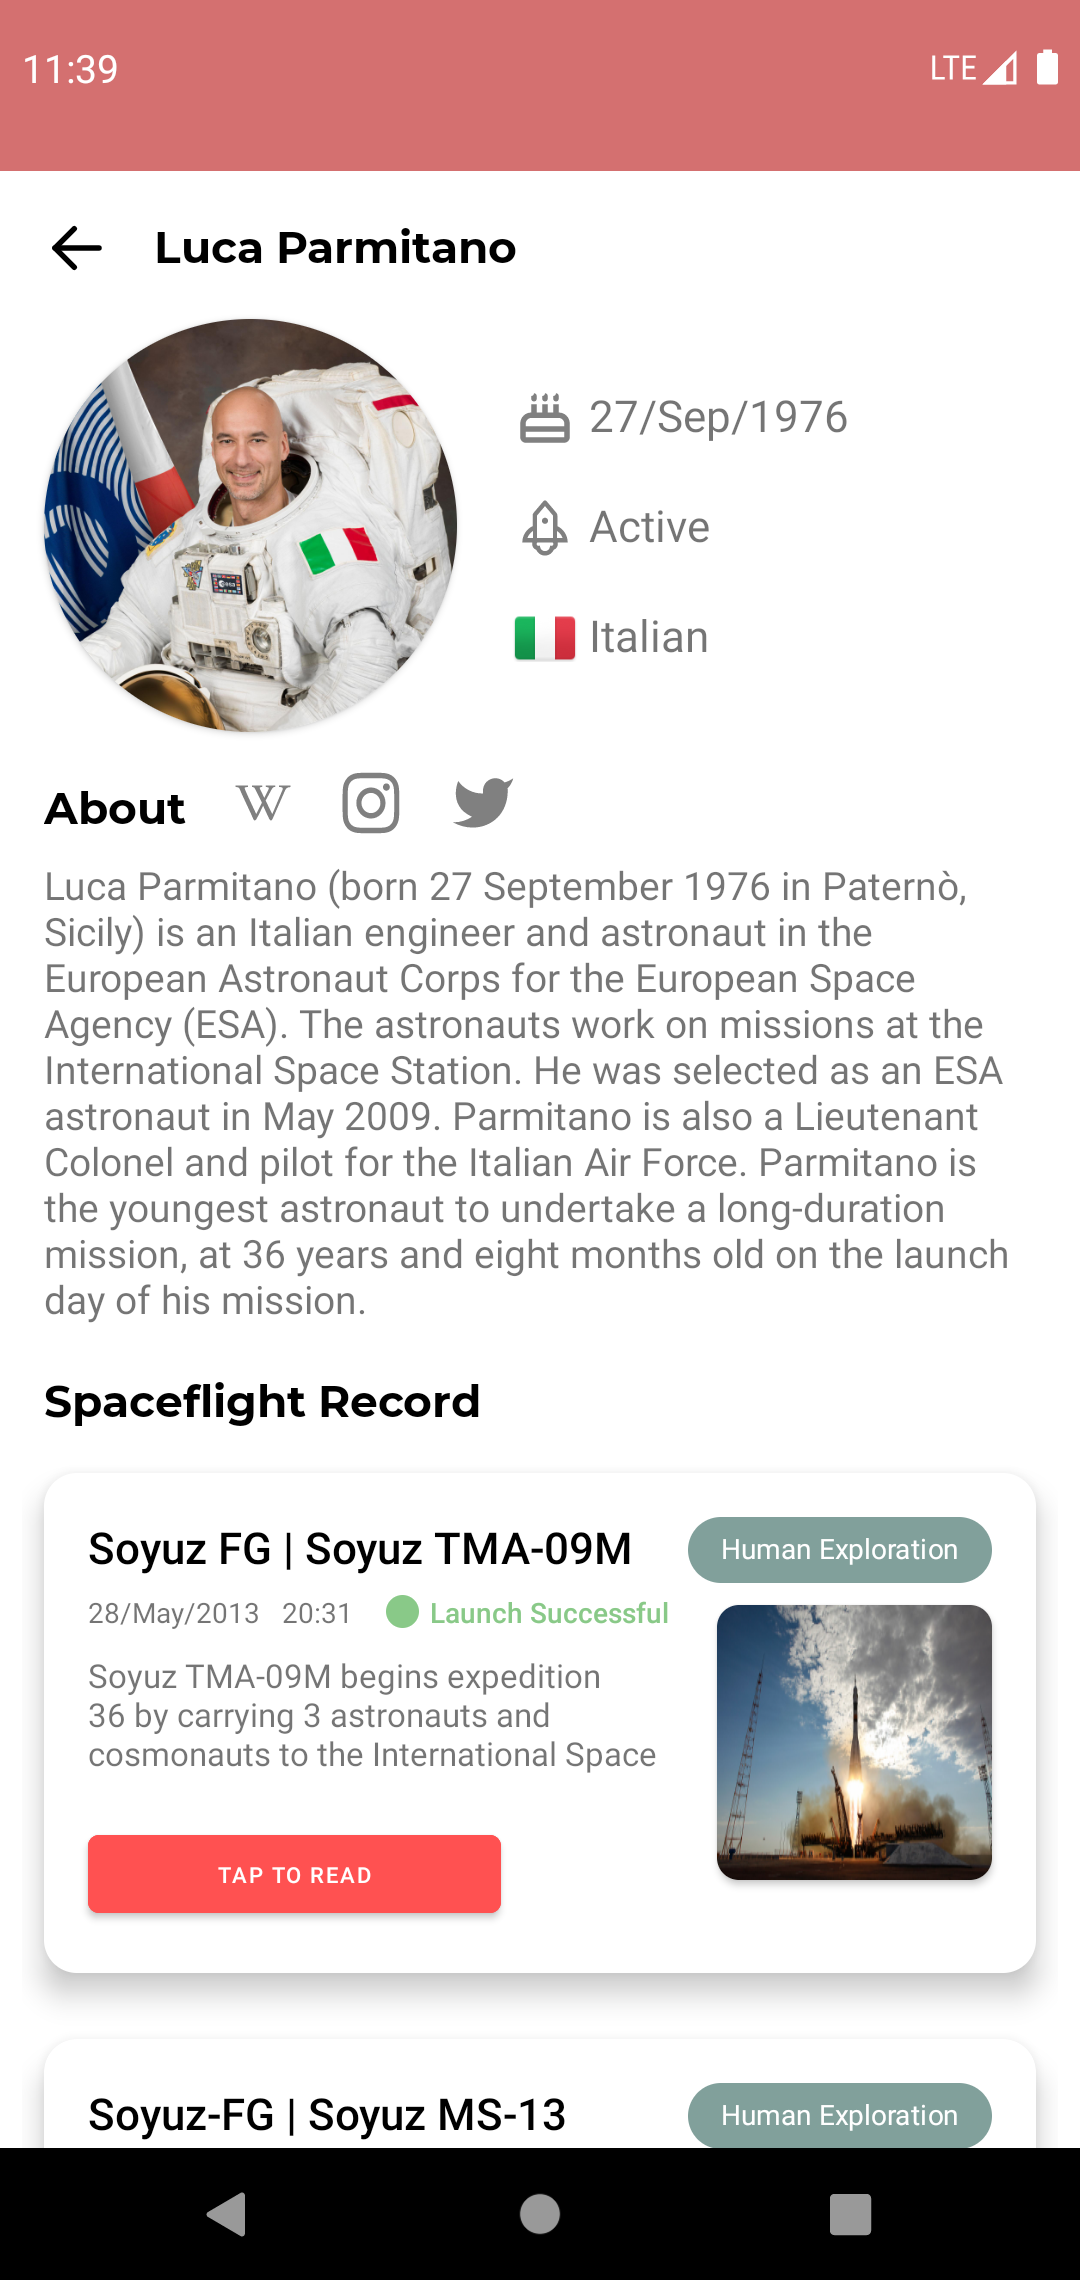 11:39
LTE
Luca Parmitano
27/Sep/1976
Active
Italian
About
W
Luca Parmitano (born 27 September 1976 in Paternò,
Sicily) is an Italian engineer and astronaut in the
European Astronaut Corps for the European Space
Agency (ESA). The astronauts work on missions at the
International Space Station. He was selected as an ESA
astronaut in May 2009. Parmitano is also a Lieutenant
Colonel and pilot for the Italian Air Force. Parmitano is
the youngest astronaut to undertake a long-duration
mission, at 36 years and eight months old on the launch
day of his mission.
Spaceflight Record
Soyuz FG | Soyuz TMA-09M
Human Exploration
28/May/2013 20:31 Launch Successful
Soyuz TMA-09M begins expedition
36 by carrying 3 astronauts and
cosmonauts to the International Space
TAP TO READ
Soyuz-FG | Soyuz MS-13
Human Exploration